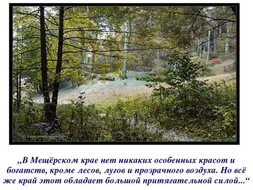 „В Мещёрском крае нет никаких особенных красот и
богатств, кроме лесов, лугов и прозрачного воздуха. Но всё
же край этот обладает большой притягательной силой...“